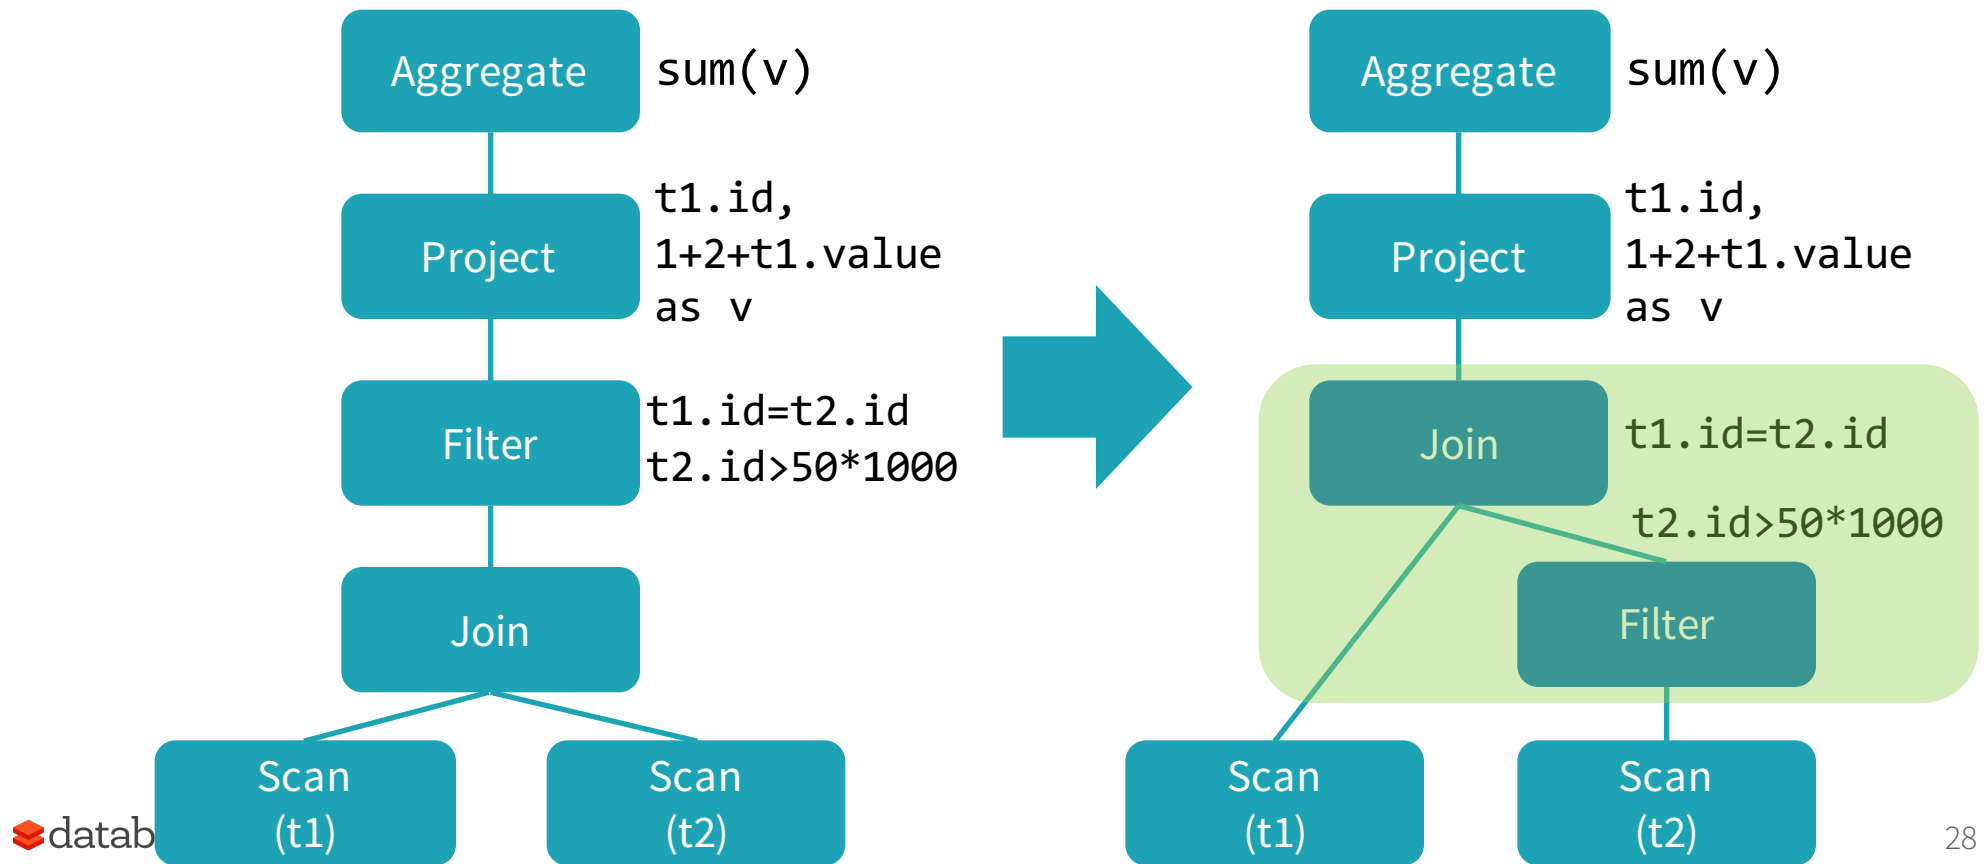 Aggregate
sum(v)
Project
t1.id,
1+2+t1.value
as v
Filter
t1.id=t2.id
t2.id>50*1000
Join
Scan
(t1)
Scan
(t2)
Aggregate
sum(v)
Project
t1.id,
1+2+t1.value
as v
Join
t1.id=t2.id
t2.id>50*1000
Filter
Scan
(t1)
Scan
(t2)
datab
28